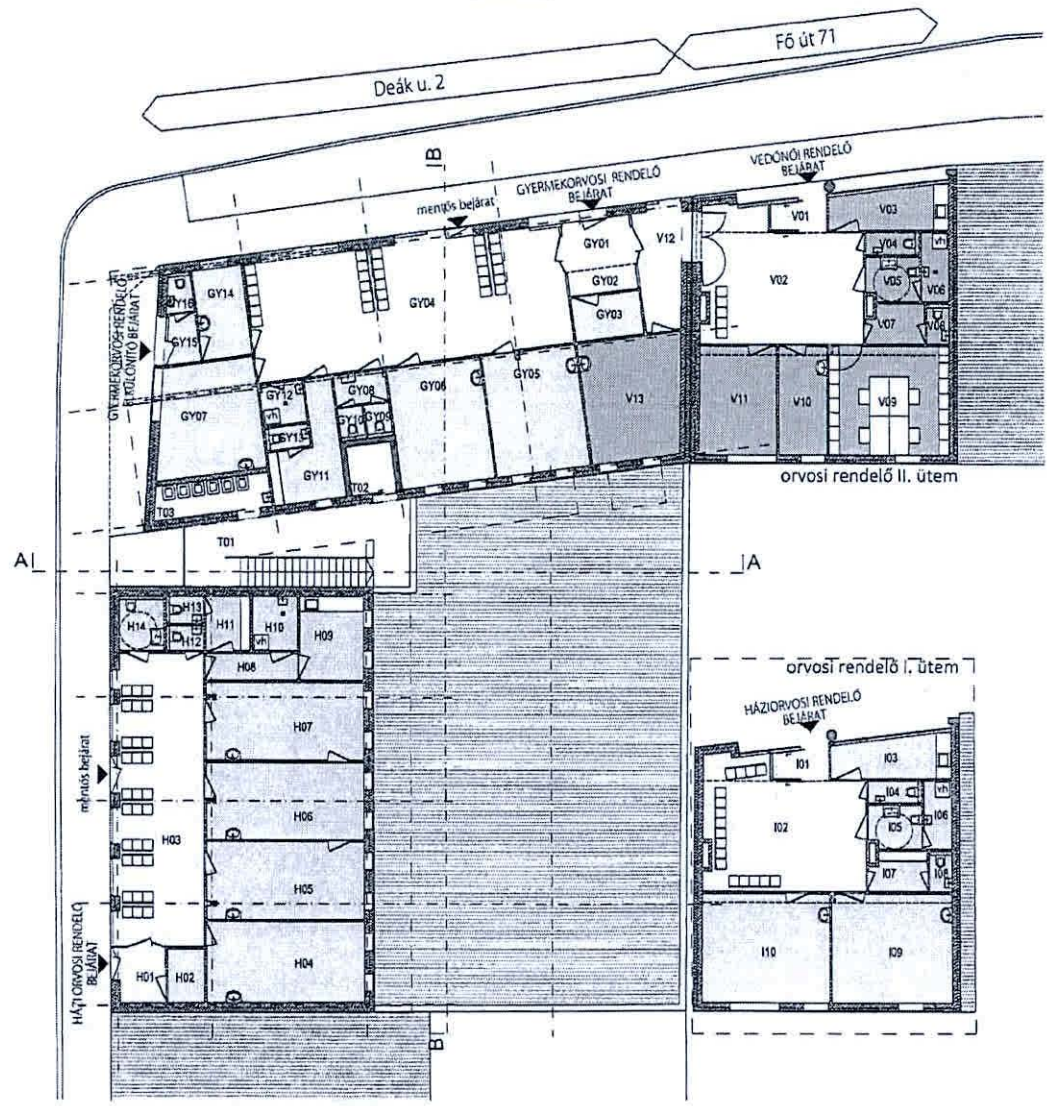 Deák u. 2
Fő út 71
B
mentős bejárat
GYERMEKORVOSI RENDELŐ
BEJÁRAT
VÉDŐNŐI RENDELŐ
BEJÁRAT
GYERMEKORVOSI RENDELŐ
ELKÜLÖNÍTŐ BEJÁRAT
V01
V03
V12
V04
vh
GY01
GY02
GY03
GY04
V02
V05
V06
V07
V08
GY16
GY14
GY15
GY07
GY12
vh
GY13
GY08
GY10
GY09
GY06
GY05
V13
V11
V10
V09
GY11
T02
T03
orvosi rendelő II. ütem
T01
A
A
H14
H13
H12
H11
H10
vh
H09
H08
H07
H06
H05
H04
H03
H01
H02
mentős bejárat
HÁZIORVOSI RENDELŐ
BEJÁRAT
B
orvosi rendelő I. ütem
HÁZIORVOSI RENDELŐ
BEJÁRAT
I01
I03
I04
vh
I02
I05
I06
I07
I08
I10
I09